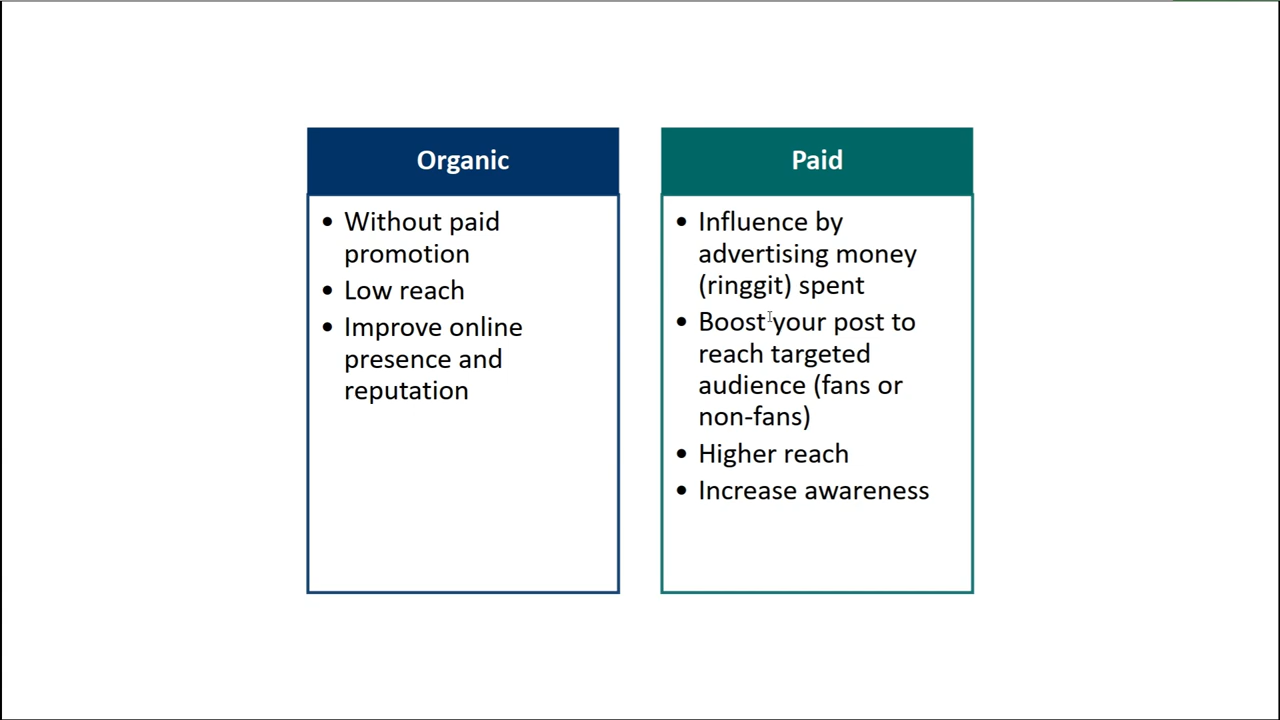 Organic
• Without paid
promotion
• Low reach
• Improve online
presence and
reputation
Paid
• Influence by
advertising money
(ringgit) spent
• Boost your post to
reach targeted
audience (fans or
non-fans)
• Higher reach
• Increase awareness